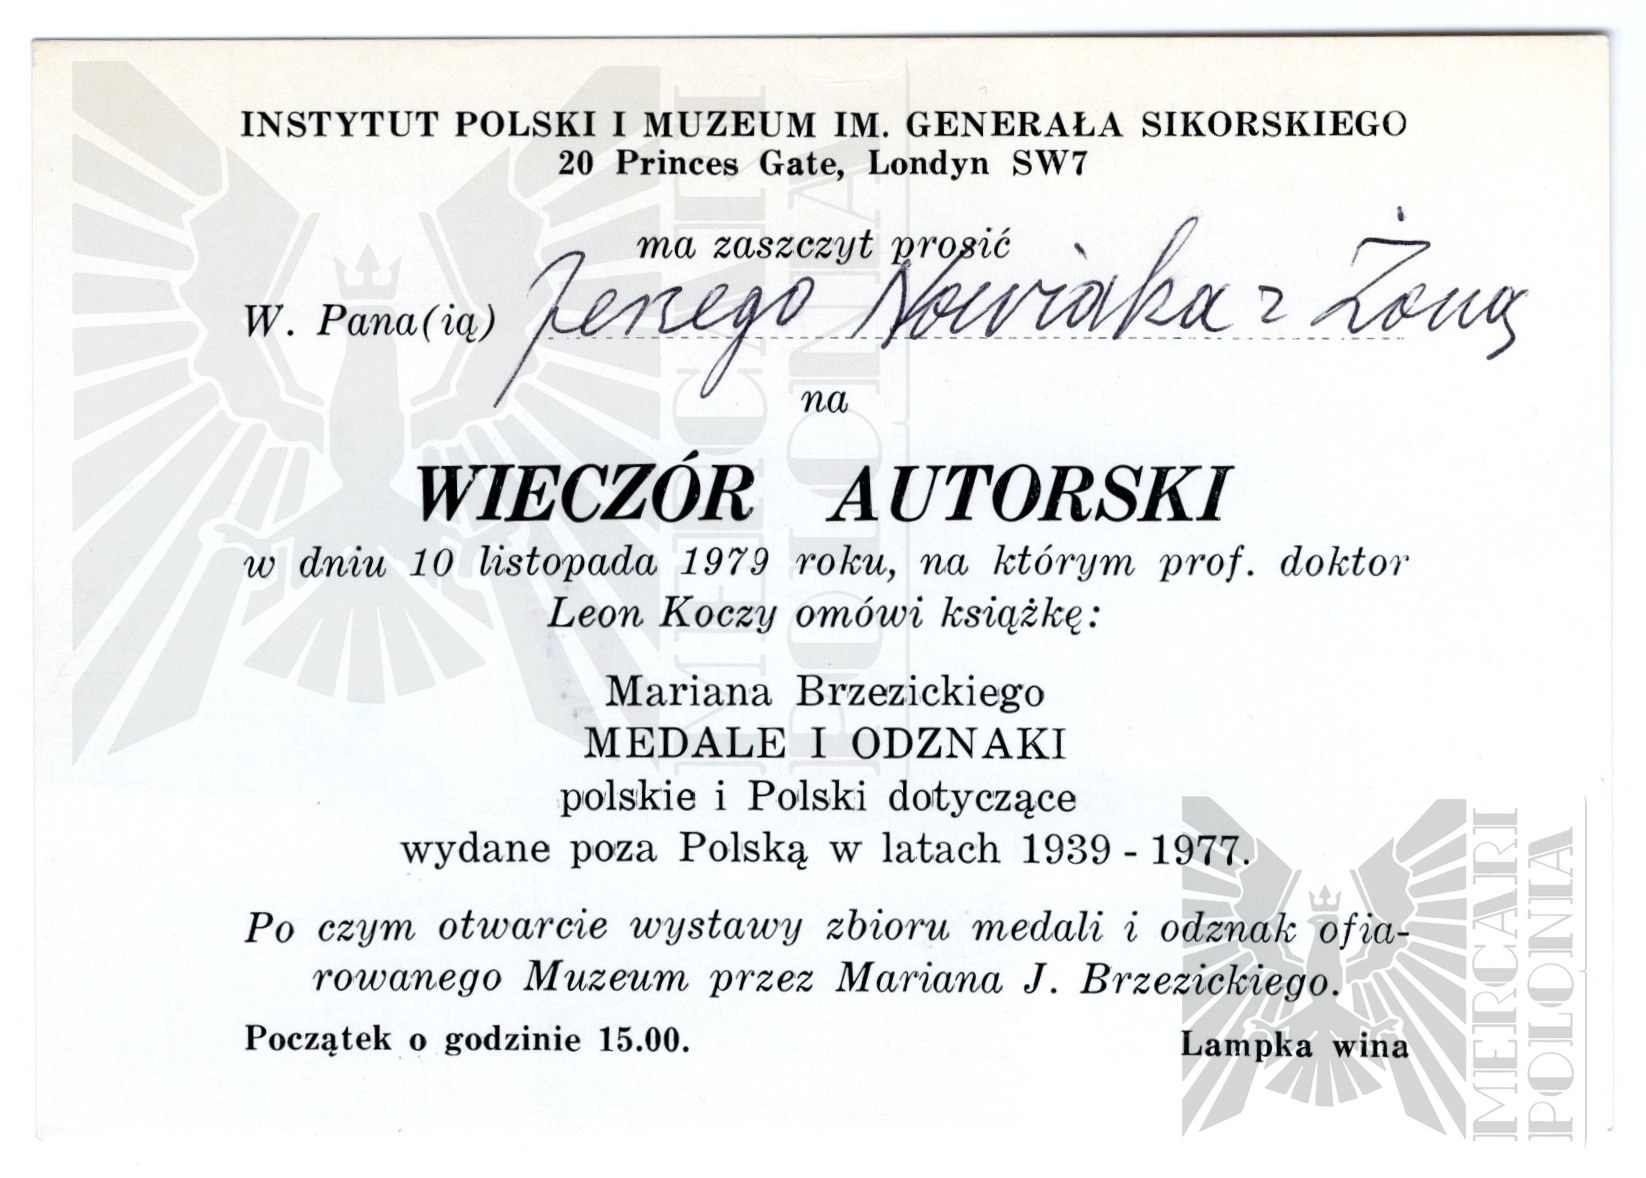 INSTYTUT POLSKI I MUZEUM IM. GENERAŁA SIKORSKIEGO
20 Princes Gate, Londyn SW7
ma zaszczyt prosić
W. Pana(ią) Jerzego Nowiaka z Żoną
na
WIECZÓR AUTORSKI
w dniu 10 listopada 1979 roku, na którym prof. doktor
Leon Koczy omówi książkę:
Mariana Brzezickiego
MEDALE I ODZNAKI
polskie i Polski dotyczące
wydane poza Polską w latach 1939 - 1977.
Po czym otwarcie wystawy zbioru medali i odznak ofia-
rowanego Muzeum przez Mariana J. Brzezickiego.
Początek o godzinie 15.00. Lampka wina
MERCARI
POLONIA
MERCARI
POLONIA